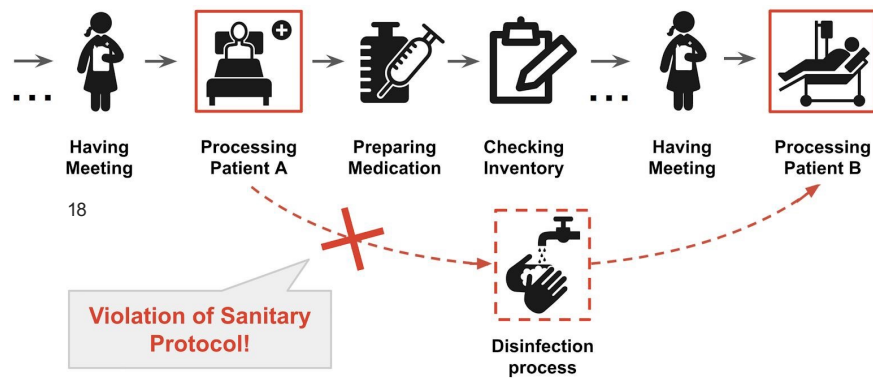 ... ...
Having
Meeting
Processing
Patient A
Preparing
Medication
Checking
Inventory
Having
Meeting
Processing
Patient B
18
Violation of Sanitary
Protocol!
Disinfection
process